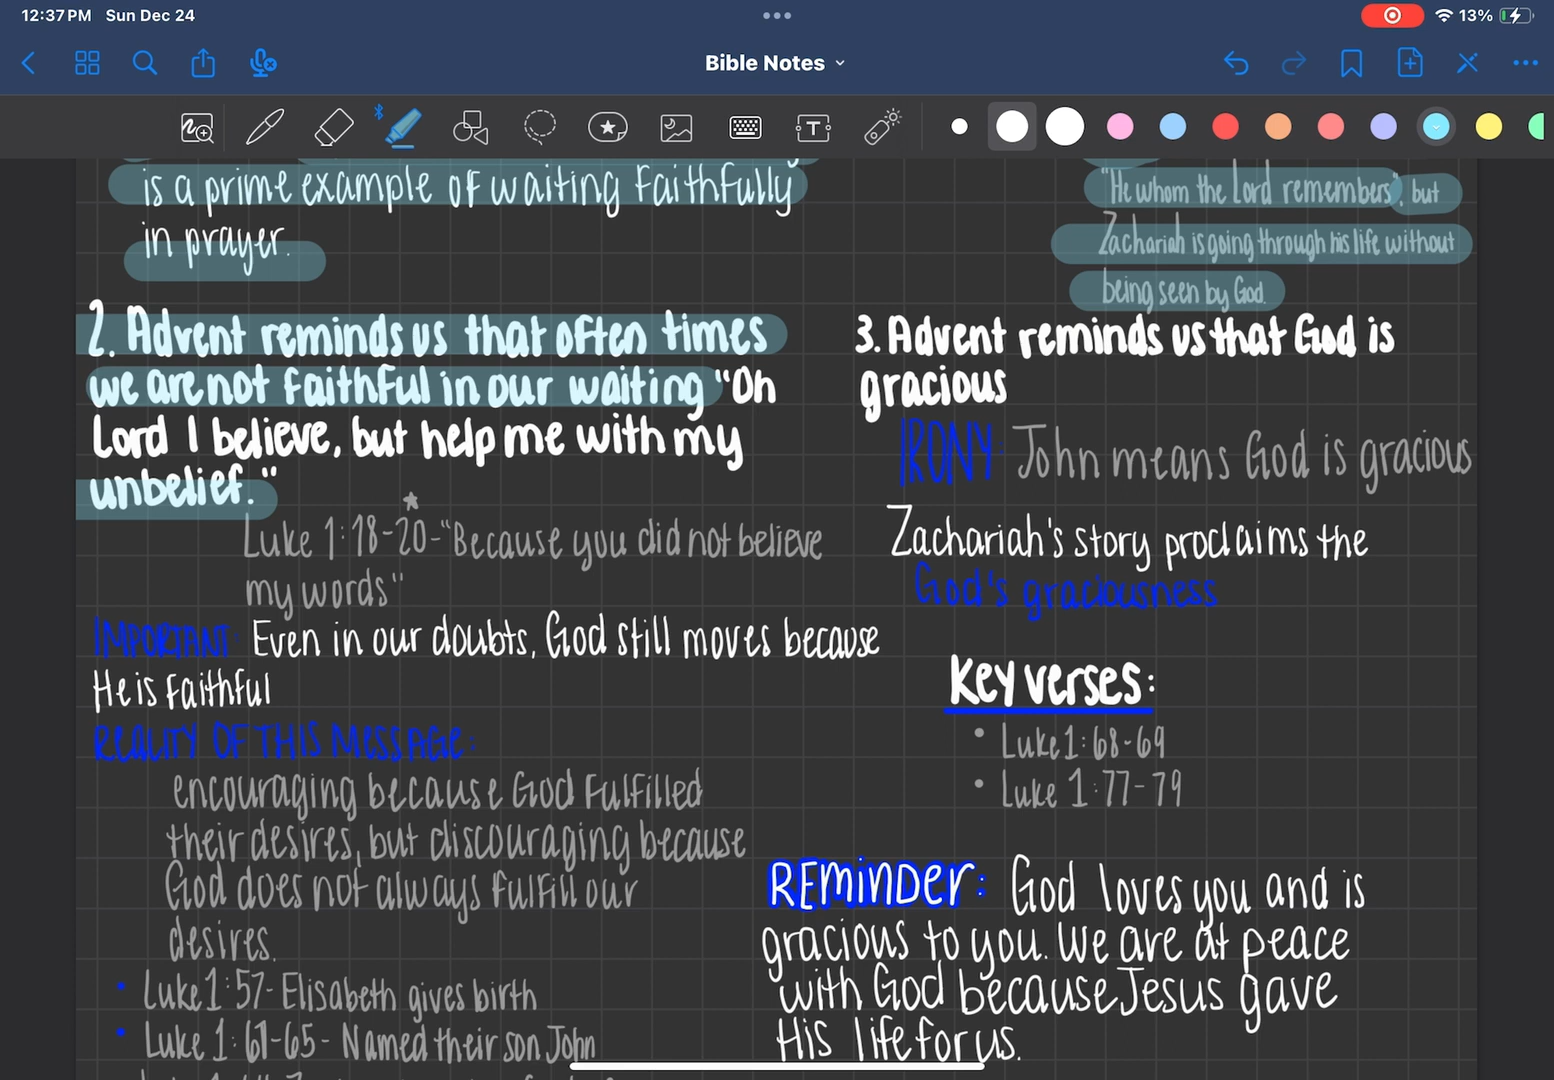 12:37 PM Sun Dec 24
13%
Bible Notes
is a prime example of waiting faithfully
in prayer.
2. Advent reminds us that often times
we are not faithful in our waiting "Oh
Lord I believe, but help me with my
unbelief."
Luke 1:18-20-"Because you did not believe
my words"
IMPORTANT: Even in our doubts, God still moves because
He is faithful
REALITY OF THIS MESSAGE:
encouraging because God fulfilled
their desires, but discouraging because
God does not always fulfill our
desires.
• Luke 1:57- Elisabeth gives birth
• Luke 1:61-65- Named their son John
"He whom the Lord remembers", but
Zachariah is going through his life without
being seen by God.
3. Advent reminds us that God is
gracious
IRONY: John means God is gracious
Zachariah's story proclaims the
God's graciousness
Key verses:
• Luke 1:68-69
• Luke 1:77-79
REMINDER: God loves you and is
gracious to you. We are at peace
with God because Jesus gave
His life for us.